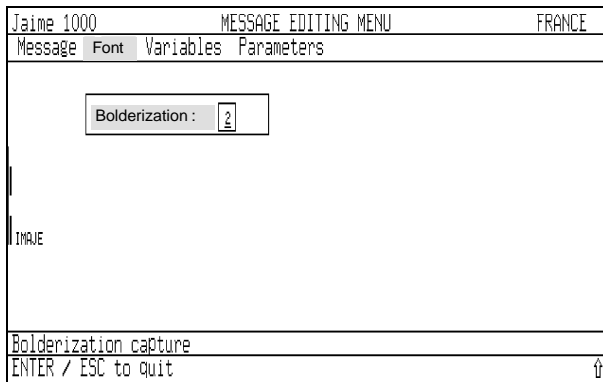 Jaime 1000 MESSAGE EDITING MENU FRANCE
Message Font Variables Parameters
Bolderization : 2
IMAJE
Bolderization capture
ENTER / ESC to quit ⇧